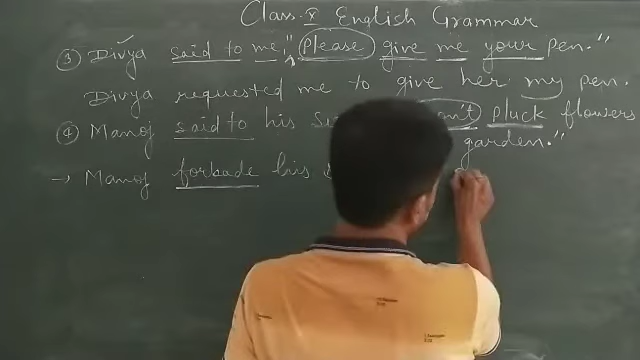 Class. X English Grammar
③ Divya said to me," please give me your pen."
Divya requested me to give her my pen.
④ Manoj said to his pluck flowers
garden."
→ Manoj forbade his